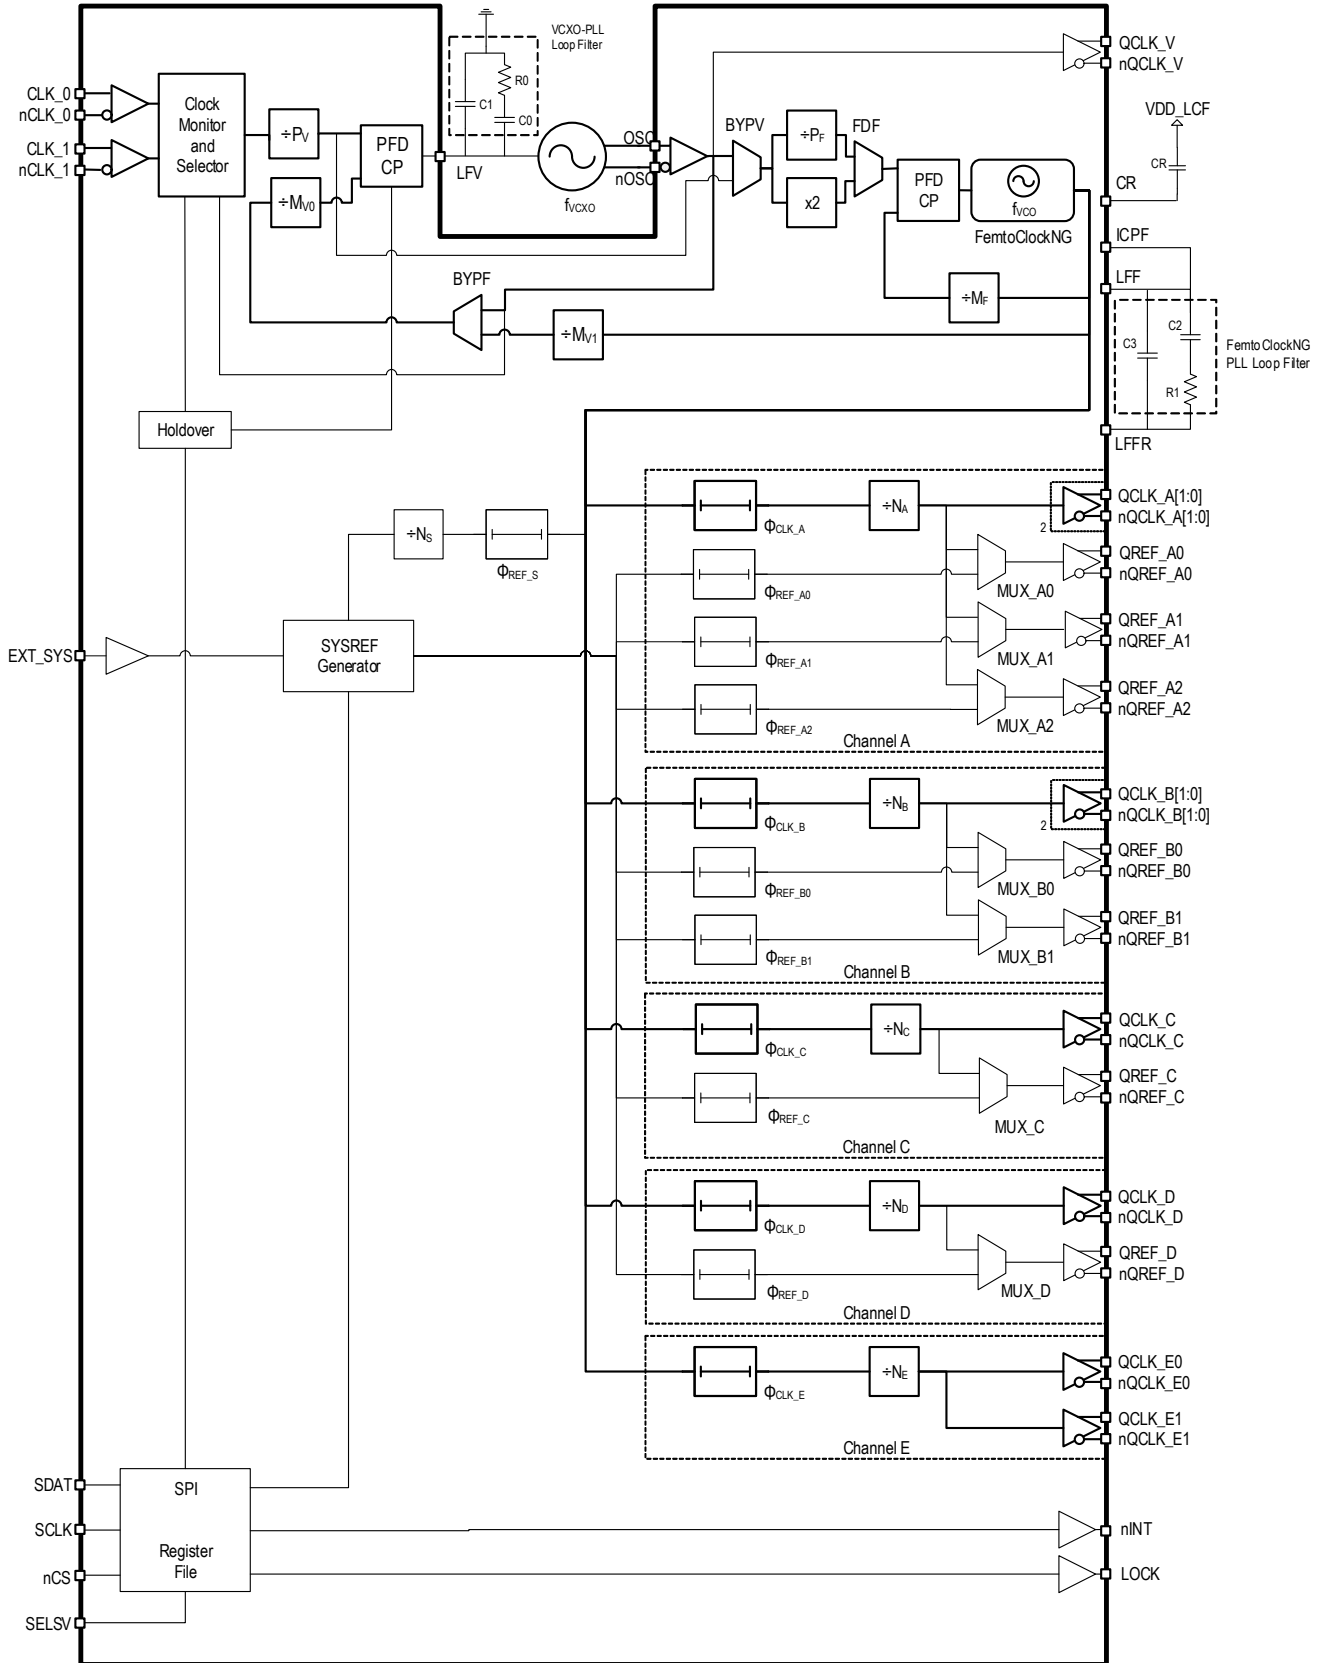 VCXO-PLL
Loop Filter
R0
C1
C0
QCLK_V
nQCLK_V
CLK_0
nCLK_0
CLK_1
nCLK_1
Clock
Monitor
and
Selector
÷PV
PFD
CP
÷MV0
LFV
fVCXO
OSC
nOSC
BYPV
÷PF
x2
FDF
PFD
CP
fVCO
FemtoClockNG
VDD_LCF
CR
CR
ICPF
LFF
÷MF
BYPF
÷MV1
C3
C2
R1
FemtoClockNG
PLL Loop Filter
LFFR
Holdover
÷NS
ΦREF_S
EXT_SYS
SYSREF
Generator
ΦCLK_A
÷NA
2
QCLK_A[1:0]
nQCLK_A[1:0]
ΦREF_A0
MUX_A0
QREF_A0
nQREF_A0
ΦREF_A1
MUX_A1
QREF_A1
nQREF_A1
ΦREF_A2
MUX_A2
QREF_A2
nQREF_A2
Channel A
ΦCLK_B
÷NB
2
QCLK_B[1:0]
nQCLK_B[1:0]
ΦREF_B0
MUX_B0
QREF_B0
nQREF_B0
ΦREF_B1
MUX_B1
QREF_B1
nQREF_B1
Channel B
ΦCLK_C
÷NC
QCLK_C
nQCLK_C
ΦREF_C
MUX_C
QREF_C
nQREF_C
Channel C
ΦCLK_D
÷ND
QCLK_D
nQCLK_D
ΦREF_D
MUX_D
QREF_D
nQREF_D
Channel D
ΦCLK_E
÷NE
QCLK_E0
nQCLK_E0
QCLK_E1
nQCLK_E1
Channel E
SDAT
SCLK
nCS
SELSV
SPI
Register
File
nINT
LOCK